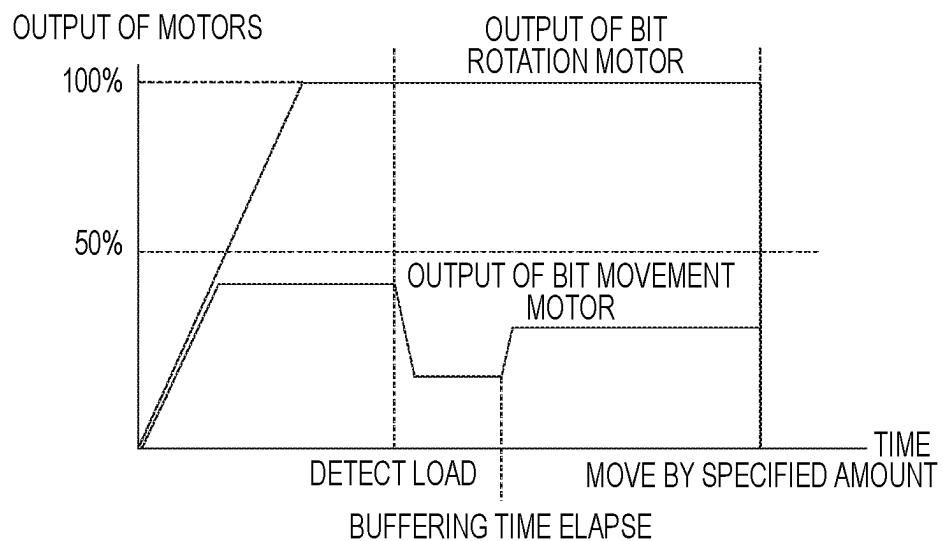 OUTPUT OF MOTORS
OUTPUT OF BIT
ROTATION MOTOR
100%
50%
OUTPUT OF BIT MOVEMENT
MOTOR
TIME
DETECT LOAD
MOVE BY SPECIFIED AMOUNT
BUFFERING TIME ELAPSE